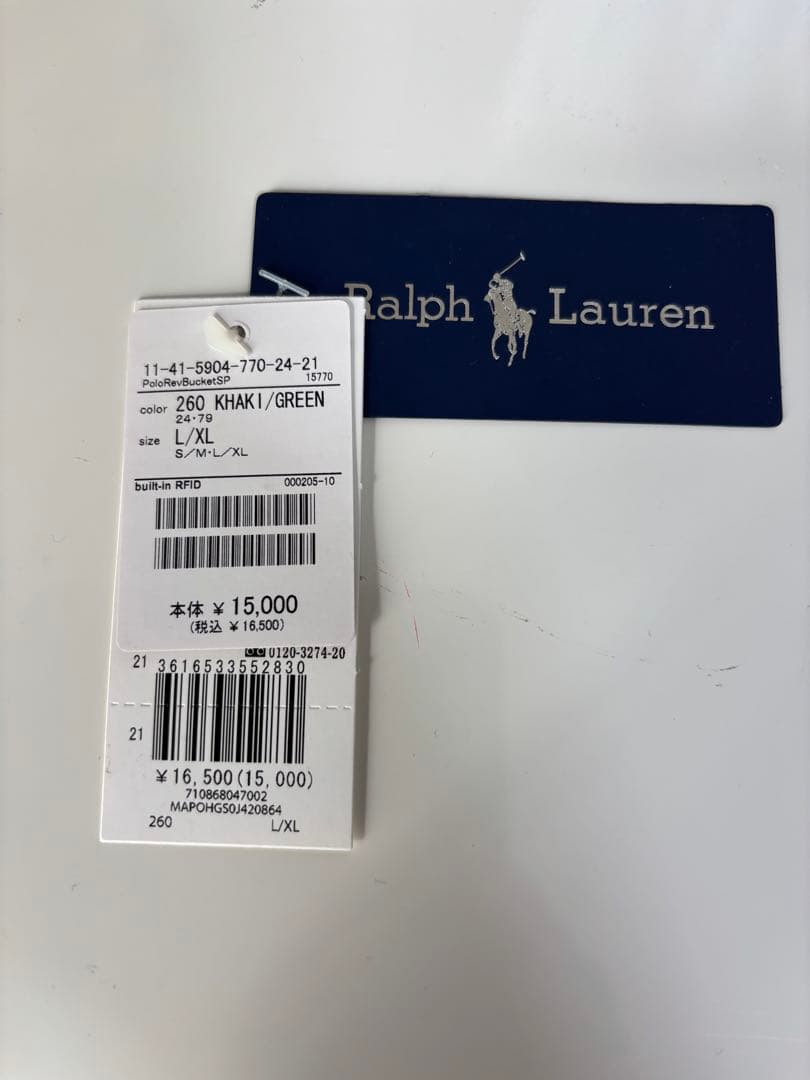 Ralph Lauren
11-41-5904-770-24-21
PoloRevBucketSP 15770
color 260 KHAKI/GREEN
24・79
size L/XL
S/M・L/XL
built-in RFID 000205-10
本体 ¥15,000
(税込 ¥16,500)
0120-3274-20
21 3616533552830
21
¥16,500(15,000)
710868047002
MAPOHGS0J420864
260 L/XL